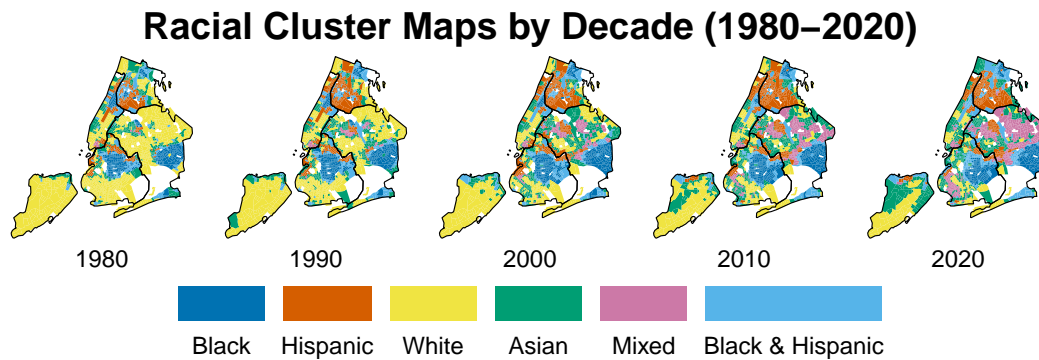 Racial Cluster Maps by Decade (1980–2020)
1980 1990 2000 2010 2020
Black Hispanic White Asian Mixed Black & Hispanic